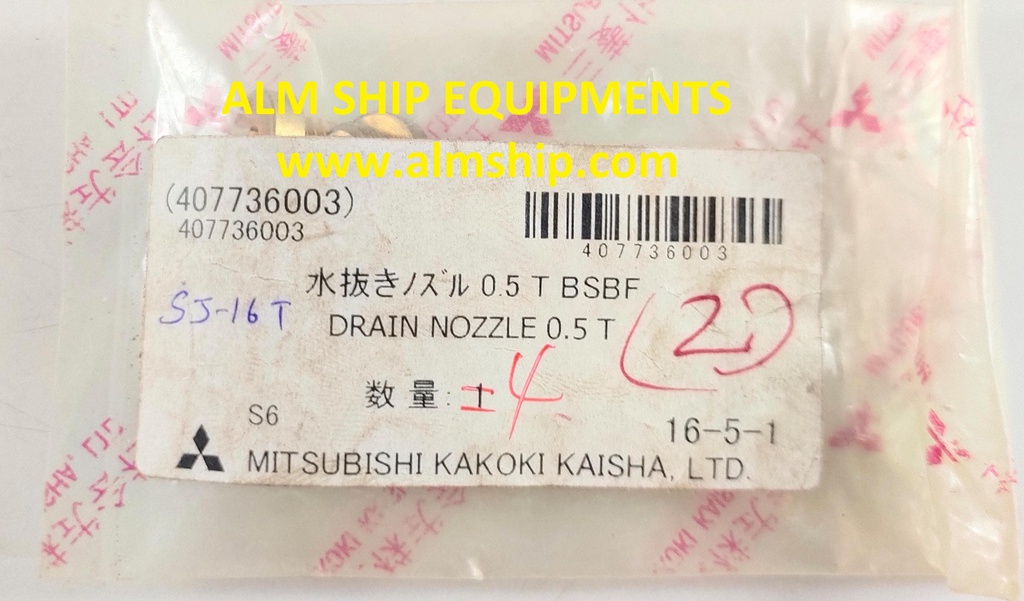 ALM SHIP EQUIPMENTS
www.almship.com
(407736003)
407736003
407736003
水抜きノズル 0.5 T BSBF
SJ-16T
DRAIN NOZZLE 0.5 T
(2)
数 量: 1 4
S6
16-5-1
MITSUBISHI KAKOKI KAISHA, LTD.